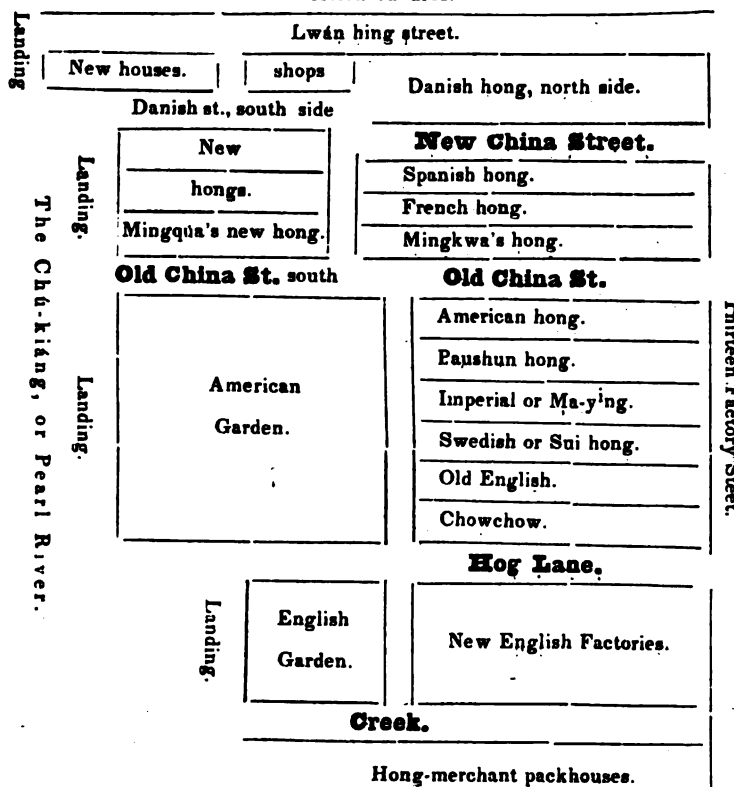 Landing
Lwán hing street.
New houses.
shops
Danish hong, north side.
Danish st., south side
New
hongs.
Mingqua's new hong.
New China Street.
Spanish hong.
French hong.
Mingkwa's hong.
Landing.
The Chú-kiáng, or Pearl River.
Old China St. south
Old China St.
American
Garden.
Landing.
American hong.
Paushun hong.
Imperial or Ma-ying.
Swedish or Sui hong.
Old English.
Chowchow.
Thirteen Factory Steet.
Hog Lane.
Landing.
English
Garden.
New English Factories.
Creek.
Hong-merchant packhouses.